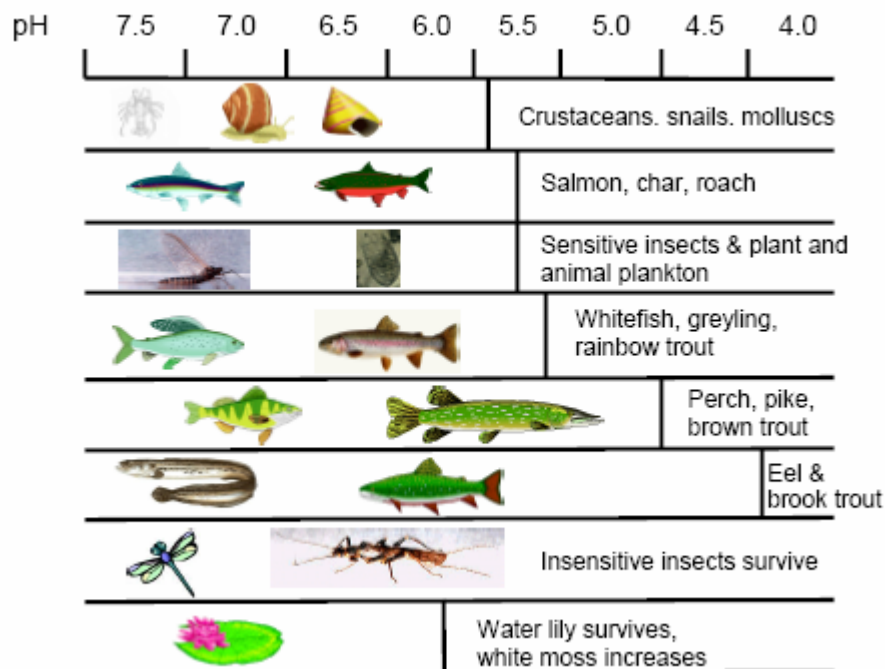 pH 7.5 7.0 6.5 6.0 5.5 5.0 4.5 4.0
Crustaceans. snails. molluscs
Salmon, char, roach
Sensitive insects & plant and
animal plankton
Whitefish, greyling,
rainbow trout
Perch, pike,
brown trout
Eel &
brook trout
Insensitive insects survive
Water lily survives,
white moss increases